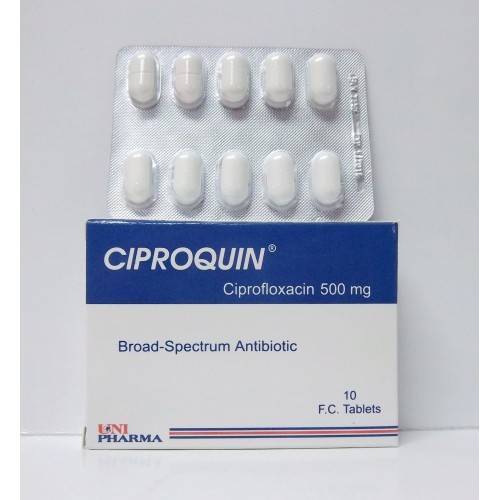 CIPROQUIN®
Ciprofloxacin 500 mg
Broad-Spectrum Antibiotic
10
F.C. Tablets
UNI
PHARMA